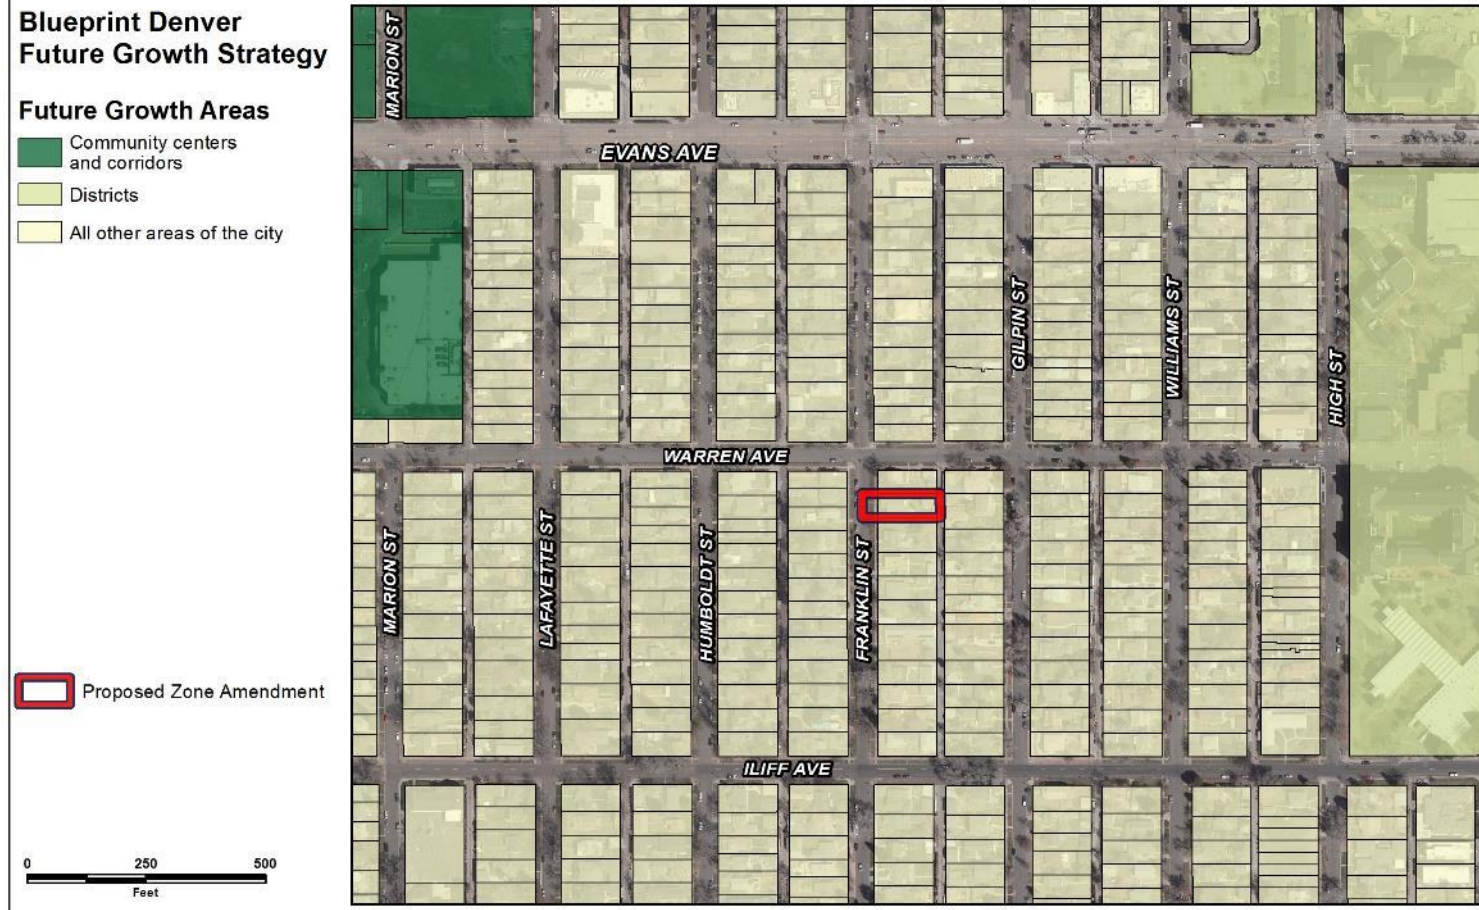 Blueprint Denver
Future Growth Strategy
Future Growth Areas
Community centers
and corridors
Districts
All other areas of the city
Proposed Zone Amendment
0 250 500
Feet
MARION ST
EVANS AVE
GILPIN ST
WILLIAMS ST
HIGH ST
WARREN AVE
MARION ST
LAFAYETTE ST
HUMBOLDT ST
FRANKLIN ST
ILIFF AVE